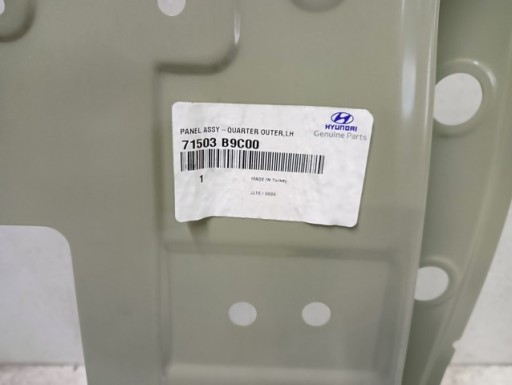 HYUNDAI
Genuine Parts
PANEL ASSY - QUARTER OUTER,LH
71503 B9C00
1
MADE IN Turkey